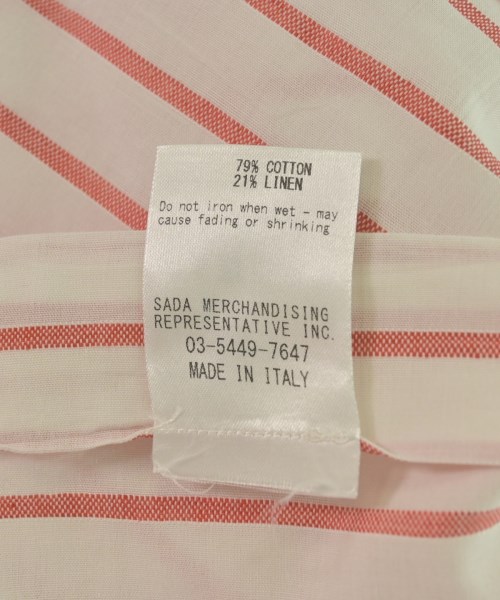 79% COTTON
21% LINEN
Do not iron when wet - may
cause fading or shrinking
SADA MERCHANDISING
REPRESENTATIVE INC.
03-5449-7647
MADE IN ITALY